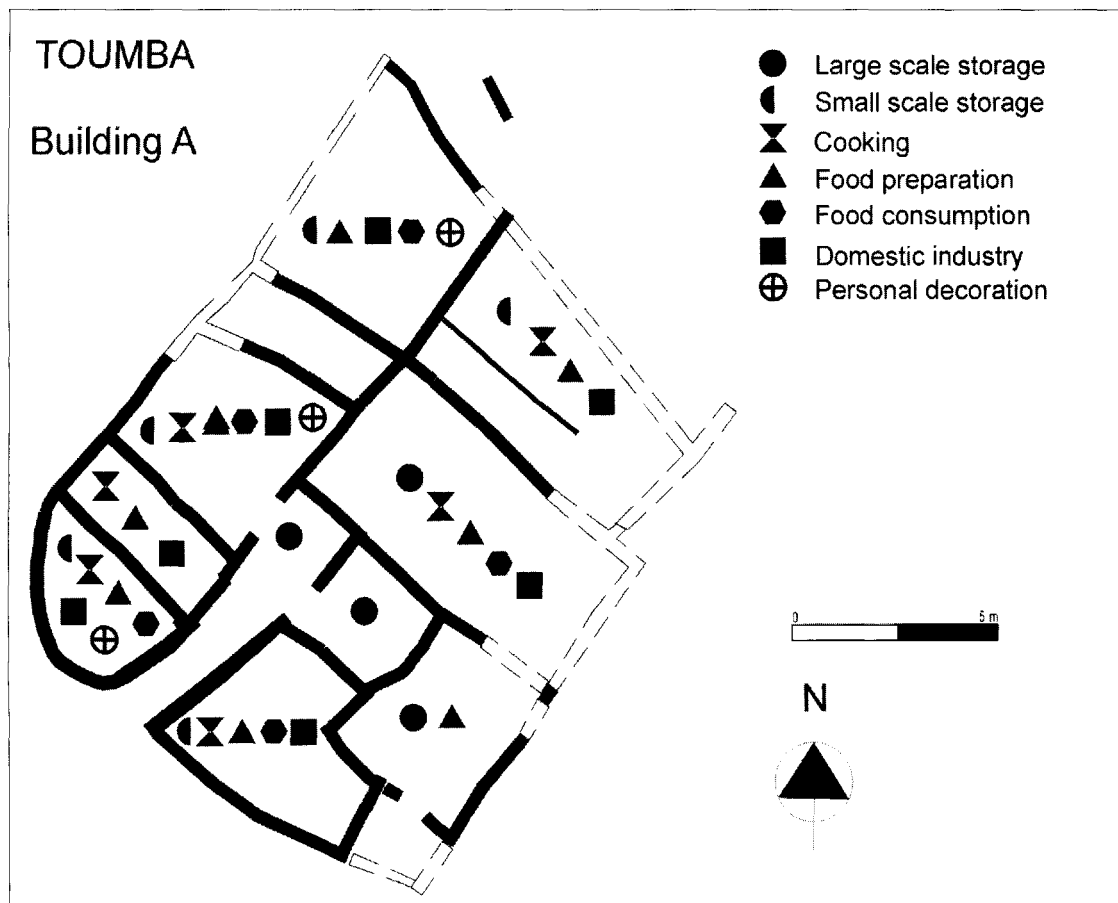 TOUMBA
Building A
Large scale storage
Small scale storage
Cooking
Food preparation
Food consumption
Domestic industry
Personal decoration
0 5 m
N